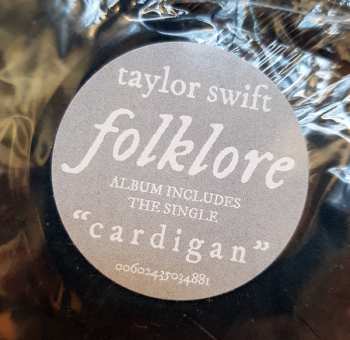 taylor swift
folklore
ALBUM INCLUDES
THE SINGLE
“cardigan”
00602435034881